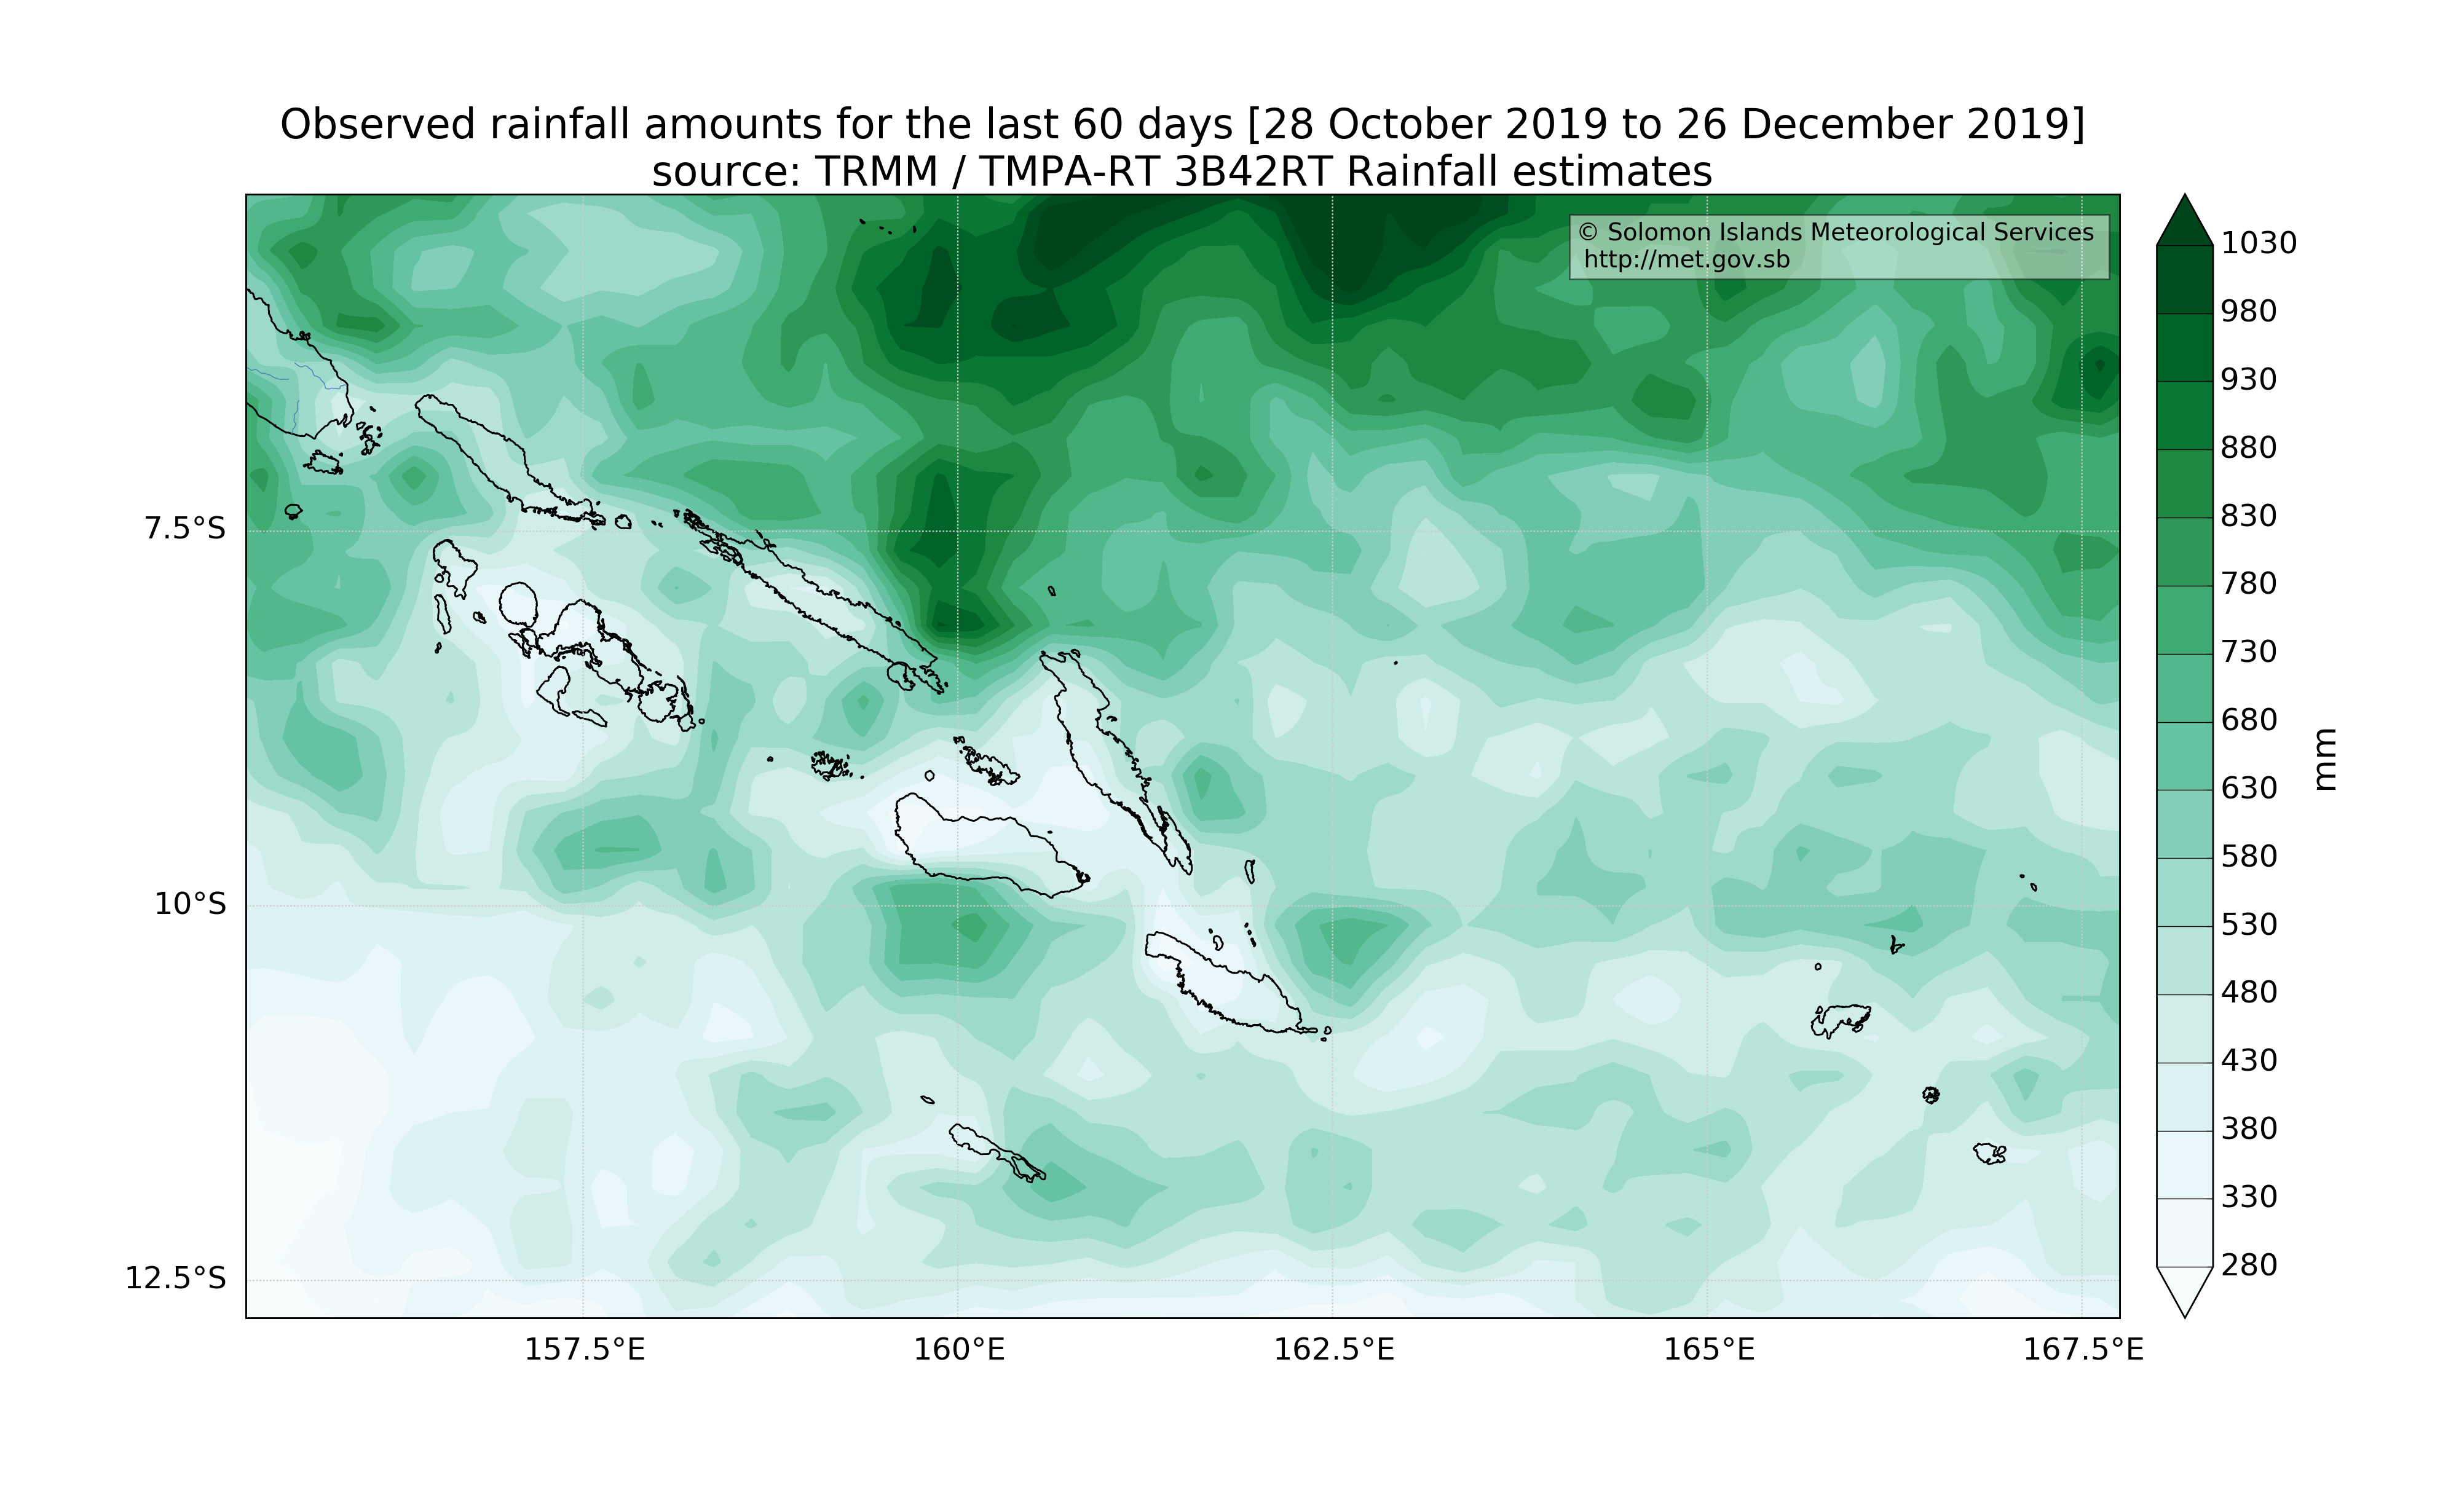 Observed rainfall amounts for the last 60 days [28 October 2019 to 26 December 2019]
source: TRMM / TMPA-RT 3B42RT Rainfall estimates
© Solomon Islands Meteorological Services
http://met.gov.sb
7.5°S
10°S
12.5°S
157.5°E
160°E
162.5°E
165°E
167.5°E
1030
980
930
880
830
780
730
680
630
580
530
480
430
380
330
280
mm